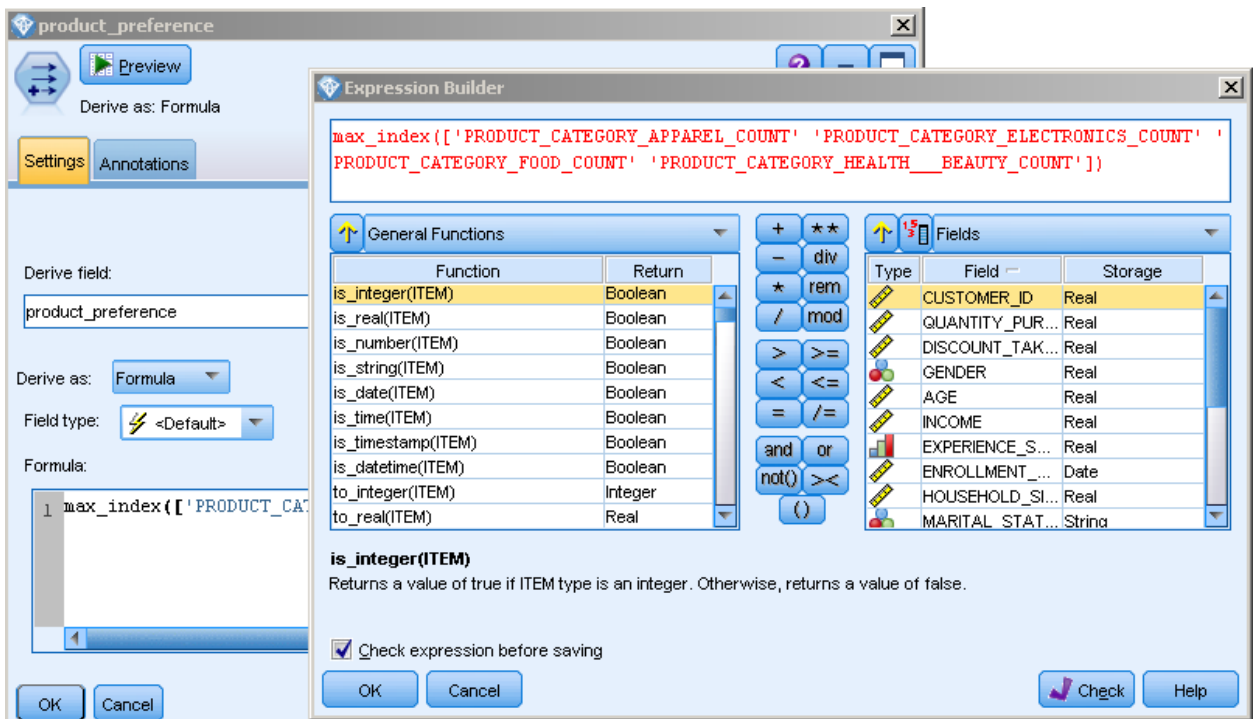 product_preference
Preview
Derive as: Formula
Settings
Annotations
Derive field:
product_preference
Derive as:
Formula
Field type:
<Default>
Formula:
1 max_index(['PRODUCT_CAT
OK
Cancel
Expression Builder
max_index(['PRODUCT_CATEGORY_APPAREL_COUNT' 'PRODUCT_CATEGORY_ELECTRONICS_COUNT' '
PRODUCT_CATEGORY_FOOD_COUNT' 'PRODUCT_CATEGORY_HEALTH___BEAUTY_COUNT'])
General Functions
Function Return
is_integer(ITEM) Boolean
is_real(ITEM) Boolean
is_number(ITEM) Boolean
is_string(ITEM) Boolean
is_date(ITEM) Boolean
is_time(ITEM) Boolean
is_timestamp(ITEM) Boolean
is_datetime(ITEM) Boolean
to_integer(ITEM) Integer
to_real(ITEM) Real
+ **
- div
* rem
/ mod
> >=
< <=
= /=
and or
not() ><
()
Fields
Type Field Storage
CUSTOMER_ID Real
QUANTITY_PUR... Real
DISCOUNT_TAK... Real
GENDER Real
AGE Real
INCOME Real
EXPERIENCE_S... Real
ENROLLMENT_... Date
HOUSEHOLD_SI... Real
MARITAL_STAT... String
is_integer(ITEM)
Returns a value of true if ITEM type is an integer. Otherwise, returns a value of false.
Check expression before saving
OK
Cancel
Check
Help